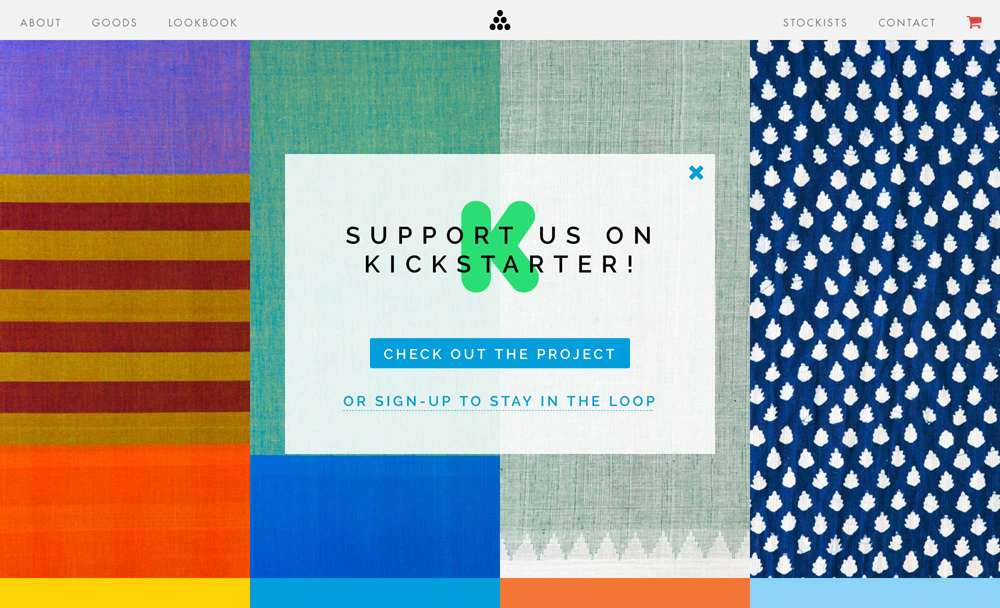 ABOUT GOODS LOOKBOOK STOCKISTS CONTACT
SUPPORT US ON
KICKSTARTER!
CHECK OUT THE PROJECT
OR SIGN-UP TO STAY IN THE LOOP